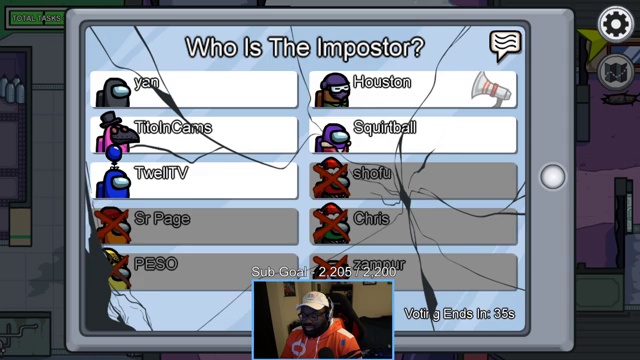 TOTAL TASKS
Who Is The Impostor?
yan
Houston
TitoInCams
Squirtball
TwellTV
shofu
Sr Page
Chris
PESO
zamour
Sub-Goal - 2,205 / 2,200
Voting Ends In: 35s